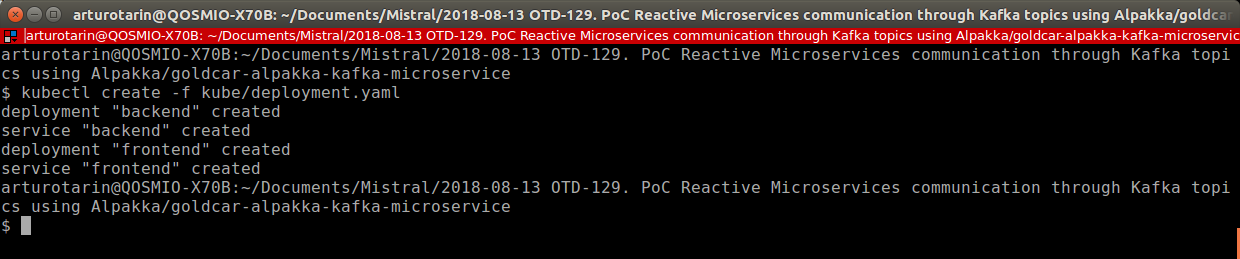 arturotarin@QOSMIO-X70B: ~/Documents/Mistral/2018-08-13 OTD-129. PoC Reactive Microservices communication through Kafka topics using Alpakka/goldcar-
arturotarin@QOSMIO-X70B: ~/Documents/Mistral/2018-08-13 OTD-129. PoC Reactive Microservices communication through Kafka topics using Alpakka/goldcar-alpakka-kafka-microservic
arturotarin@QOSMIO-X70B:~/Documents/Mistral/2018-08-13 OTD-129. PoC Reactive Microservices communication through Kafka topi
cs using Alpakka/goldcar-alpakka-kafka-microservice
$ kubectl create -f kube/deployment.yaml
deployment "backend" created
service "backend" created
deployment "frontend" created
service "frontend" created
arturotarin@QOSMIO-X70B:~/Documents/Mistral/2018-08-13 OTD-129. PoC Reactive Microservices communication through Kafka topi
cs using Alpakka/goldcar-alpakka-kafka-microservice
$